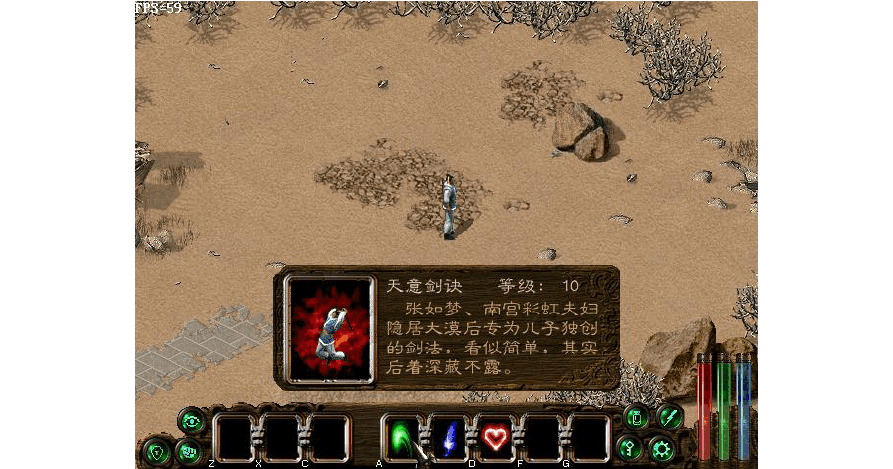 FPS=59
天意剑诀 等级: 10
张如梦、南宫彩虹夫妇
隐居大漠后专为儿子独创
的剑法,看似简单,其实
后着深藏不露。
Z X C A D F G